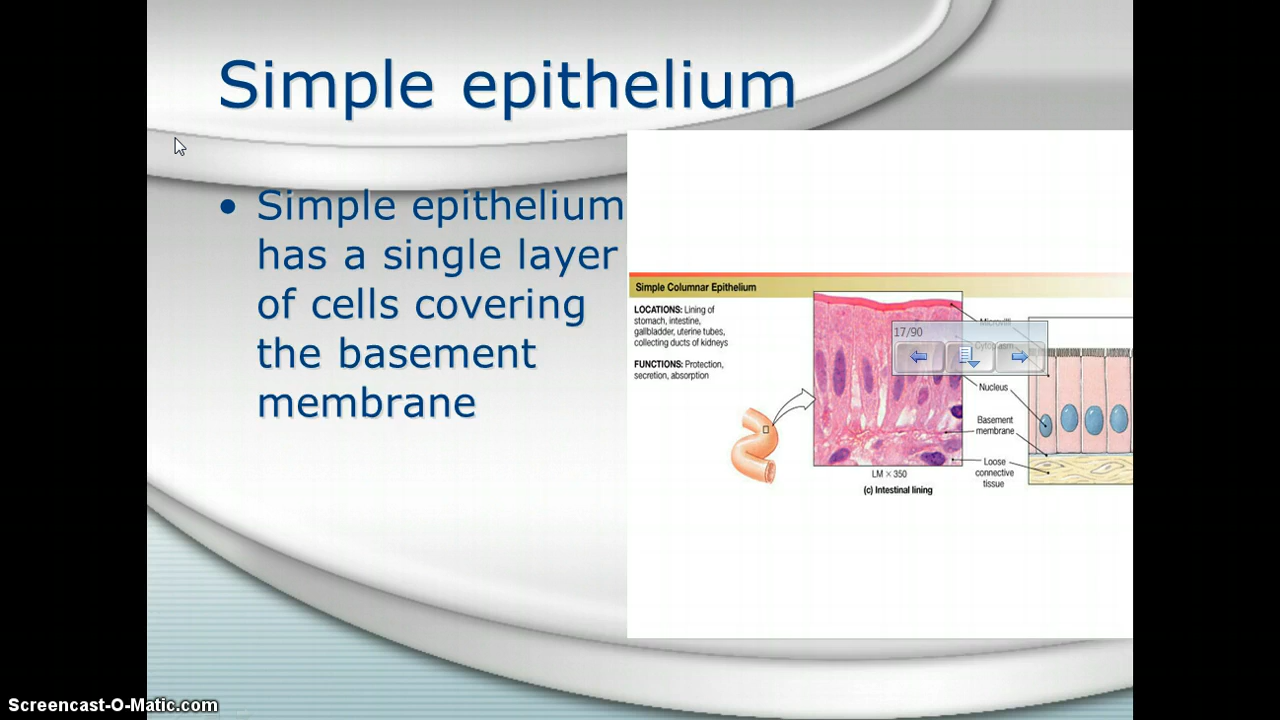 Simple epithelium
• Simple epithelium
has a single layer
of cells covering
the basement
membrane
Simple Columnar Epithelium
LOCATIONS: Lining of
stomach, intestine,
gallbladder, uterine tubes,
collecting ducts of kidneys
FUNCTIONS: Protection,
secretion, absorption
17/90
Microvilli
Cytoplasm
Nucleus
Basement
membrane
Loose
connective
tissue
LM × 350
(c) Intestinal lining
Screencast-O-Matic.com